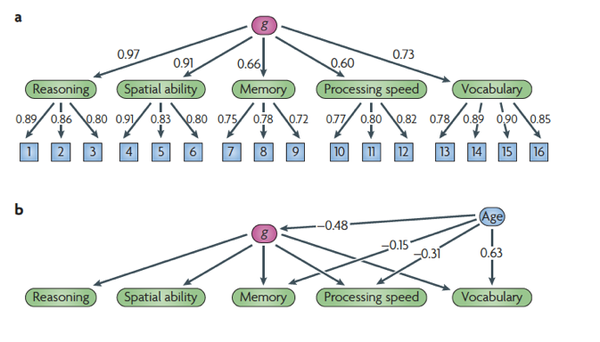 a
g
0.97 0.91 0.66 0.60 0.73
Reasoning Spatial ability Memory Processing speed Vocabulary
0.89 0.86 0.80 0.91 0.83 0.80 0.75 0.78 0.72 0.77 0.80 0.82 0.78 0.89 0.90 0.85
1 2 3 4 5 6 7 8 9 10 11 12 13 14 15 16
b
Age
g
–0.48
–0.15
–0.31
0.63
Reasoning Spatial ability Memory Processing speed Vocabulary